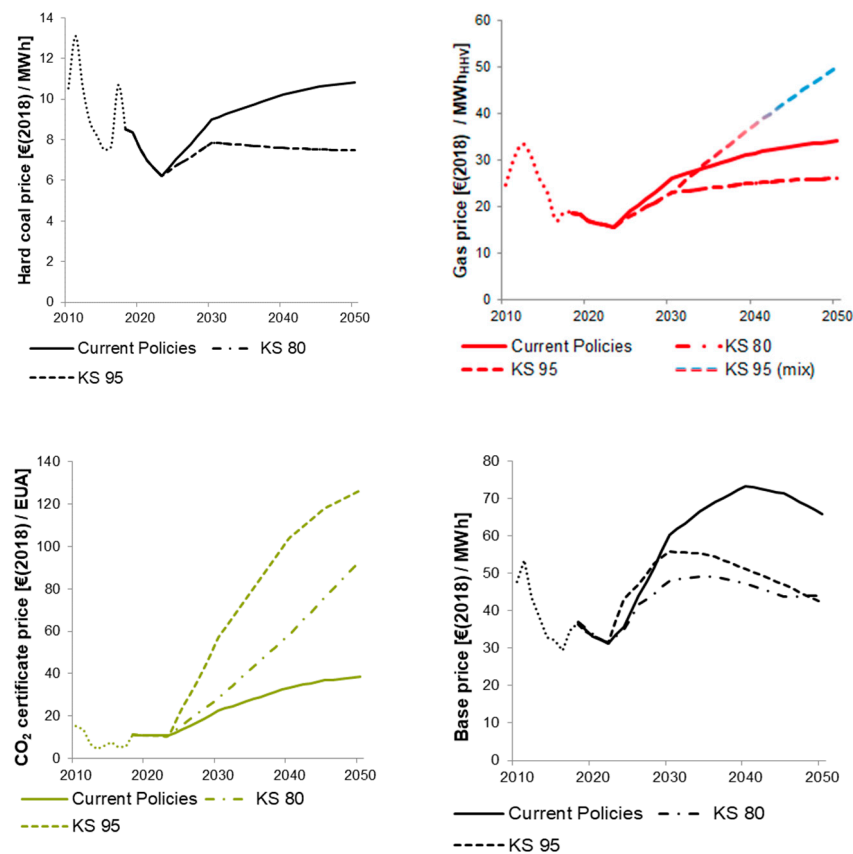 Hard coal price [€(2018) / MWh]
14
12
10
8
6
4
2
0
2010 2020 2030 2040 2050
Current Policies KS 80
KS 95
Gas price [€(2018) / MWhHHV]
60
50
40
30
20
10
0
2010 2020 2030 2040 2050
Current Policies KS 80
KS 95 KS 95 (mix)
CO2 certificate price [€(2018) / EUA]
140
120
100
80
60
40
20
0
2010 2020 2030 2040 2050
Current Policies KS 80
KS 95
Base price [€(2018) / MWh]
80
70
60
50
40
30
20
10
0
2010 2020 2030 2040 2050
Current Policies KS 80
KS 95